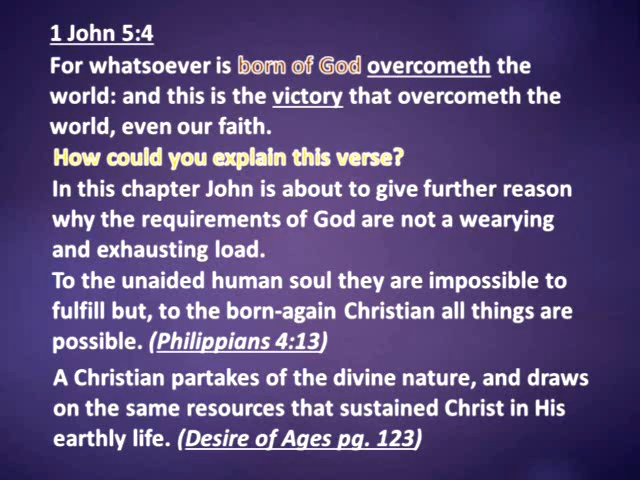 1 John 5:4
For whatsoever is born of God overcometh the
world: and this is the victory that overcometh the
world, even our faith.
How could you explain this verse?
In this chapter John is about to give further reason
why the requirements of God are not a wearying
and exhausting load.
To the unaided human soul they are impossible to
fulfill but, to the born-again Christian all things are
possible. (Philippians 4:13)
A Christian partakes of the divine nature, and draws
on the same resources that sustained Christ in His
earthly life. (Desire of Ages pg. 123)